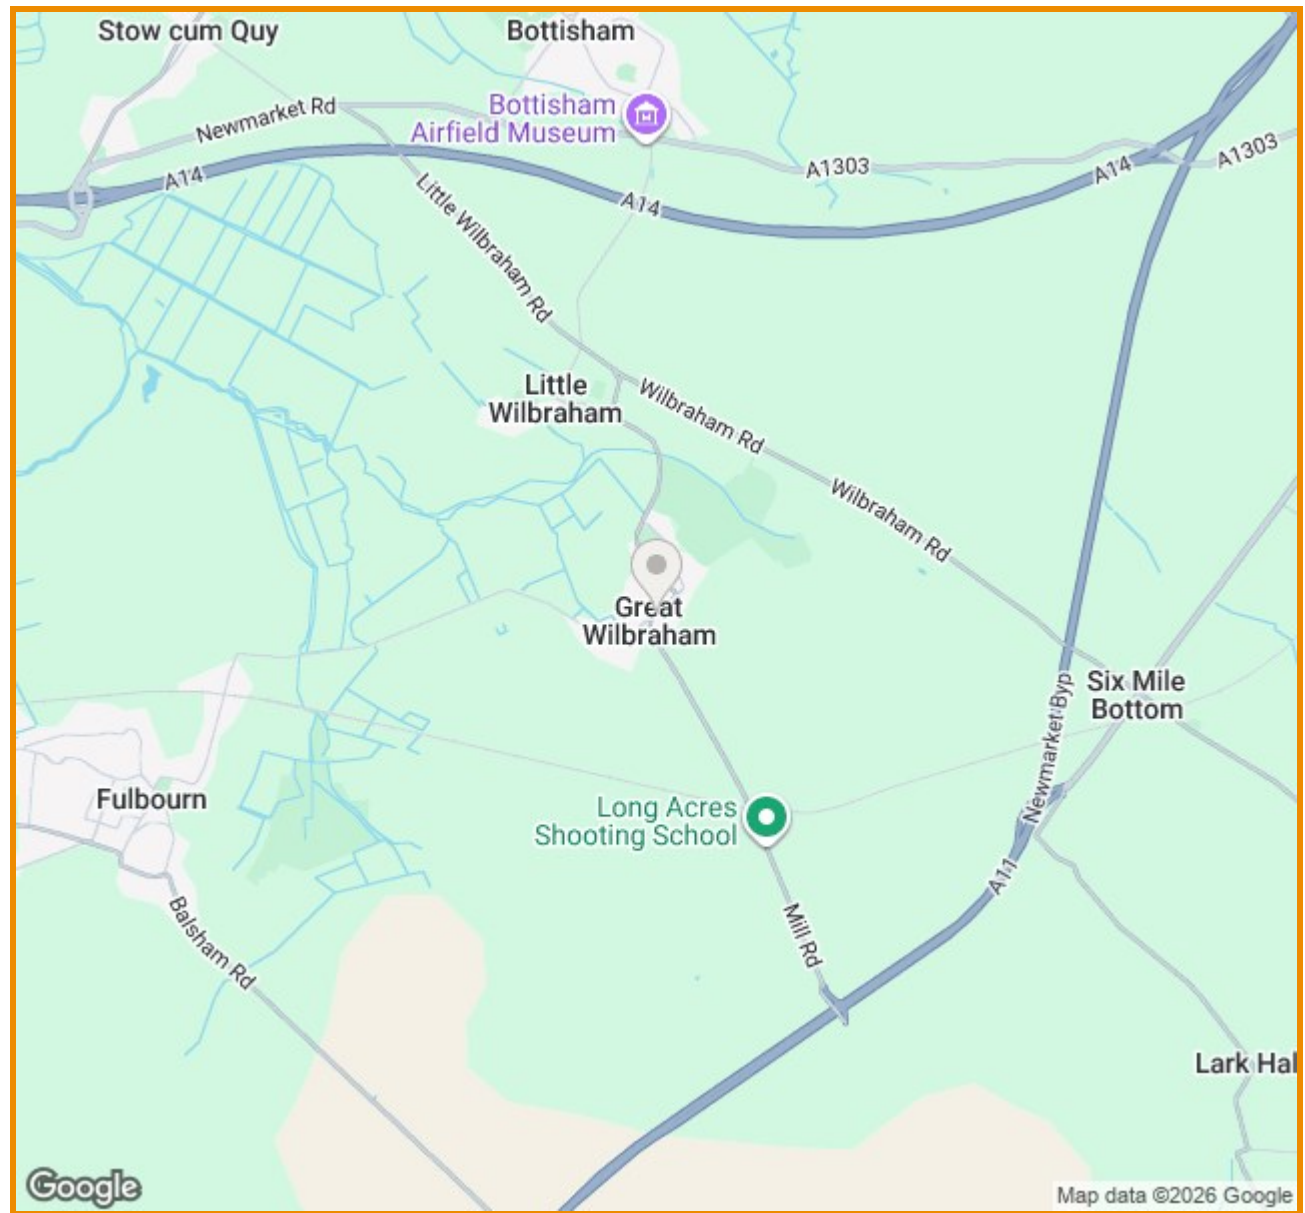 Stow cum Quy
Bottisham
Bottisham
Airfield Museum
Newmarket Rd
A14
A1303
A14
A1303
A14
Little Wilbraham Rd
Little
Wilbraham
Wilbraham Rd
Wilbraham Rd
Great
Wilbraham
Six Mile
Bottom
Newmarket Byp
Fulbourn
Long Acres
Shooting School
A11
Balsham Rd
Mill Rd
Lark Hal
Google
Map data ©2026 Google